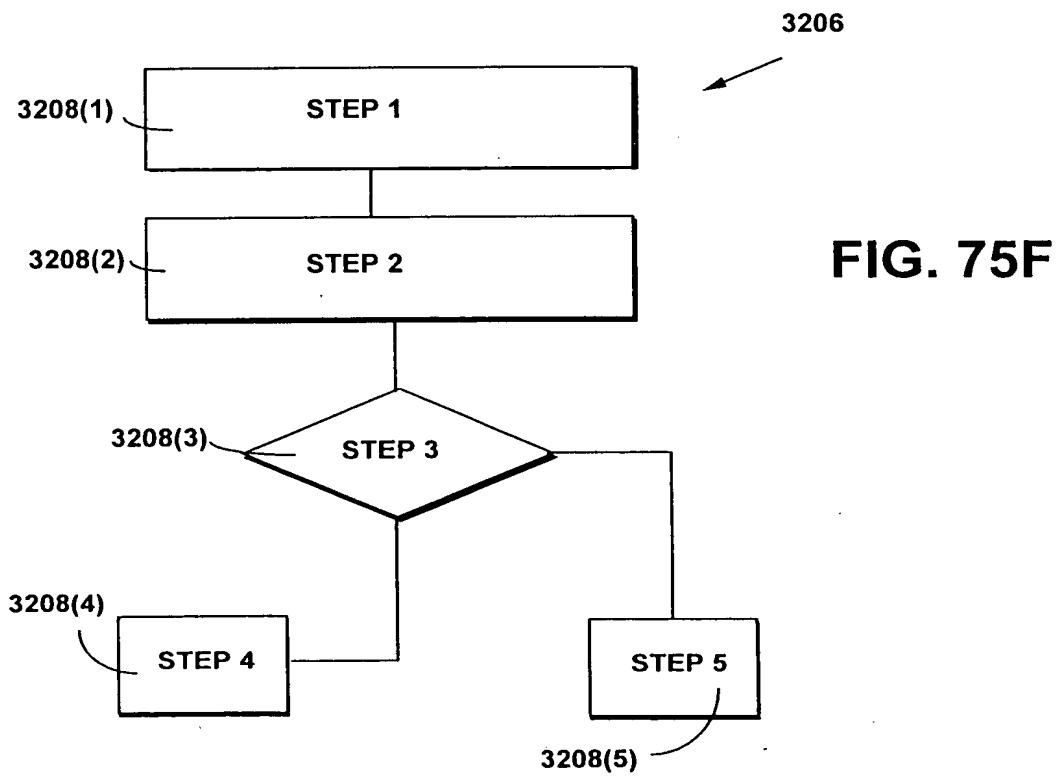 3206
3208(1)
STEP 1
3208(2)
STEP 2
FIG. 75F
3208(3)
STEP 3
3208(4)
STEP 4
STEP 5
3208(5)